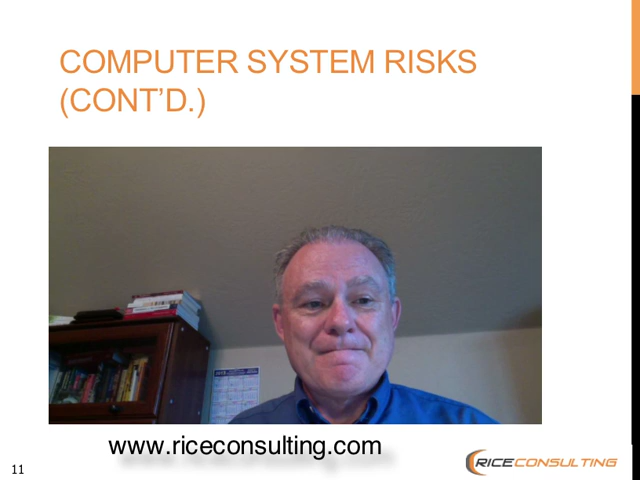 COMPUTER SYSTEM RISKS
(CONT’D.)
www.riceconsulting.com
11
RICECONSULTING